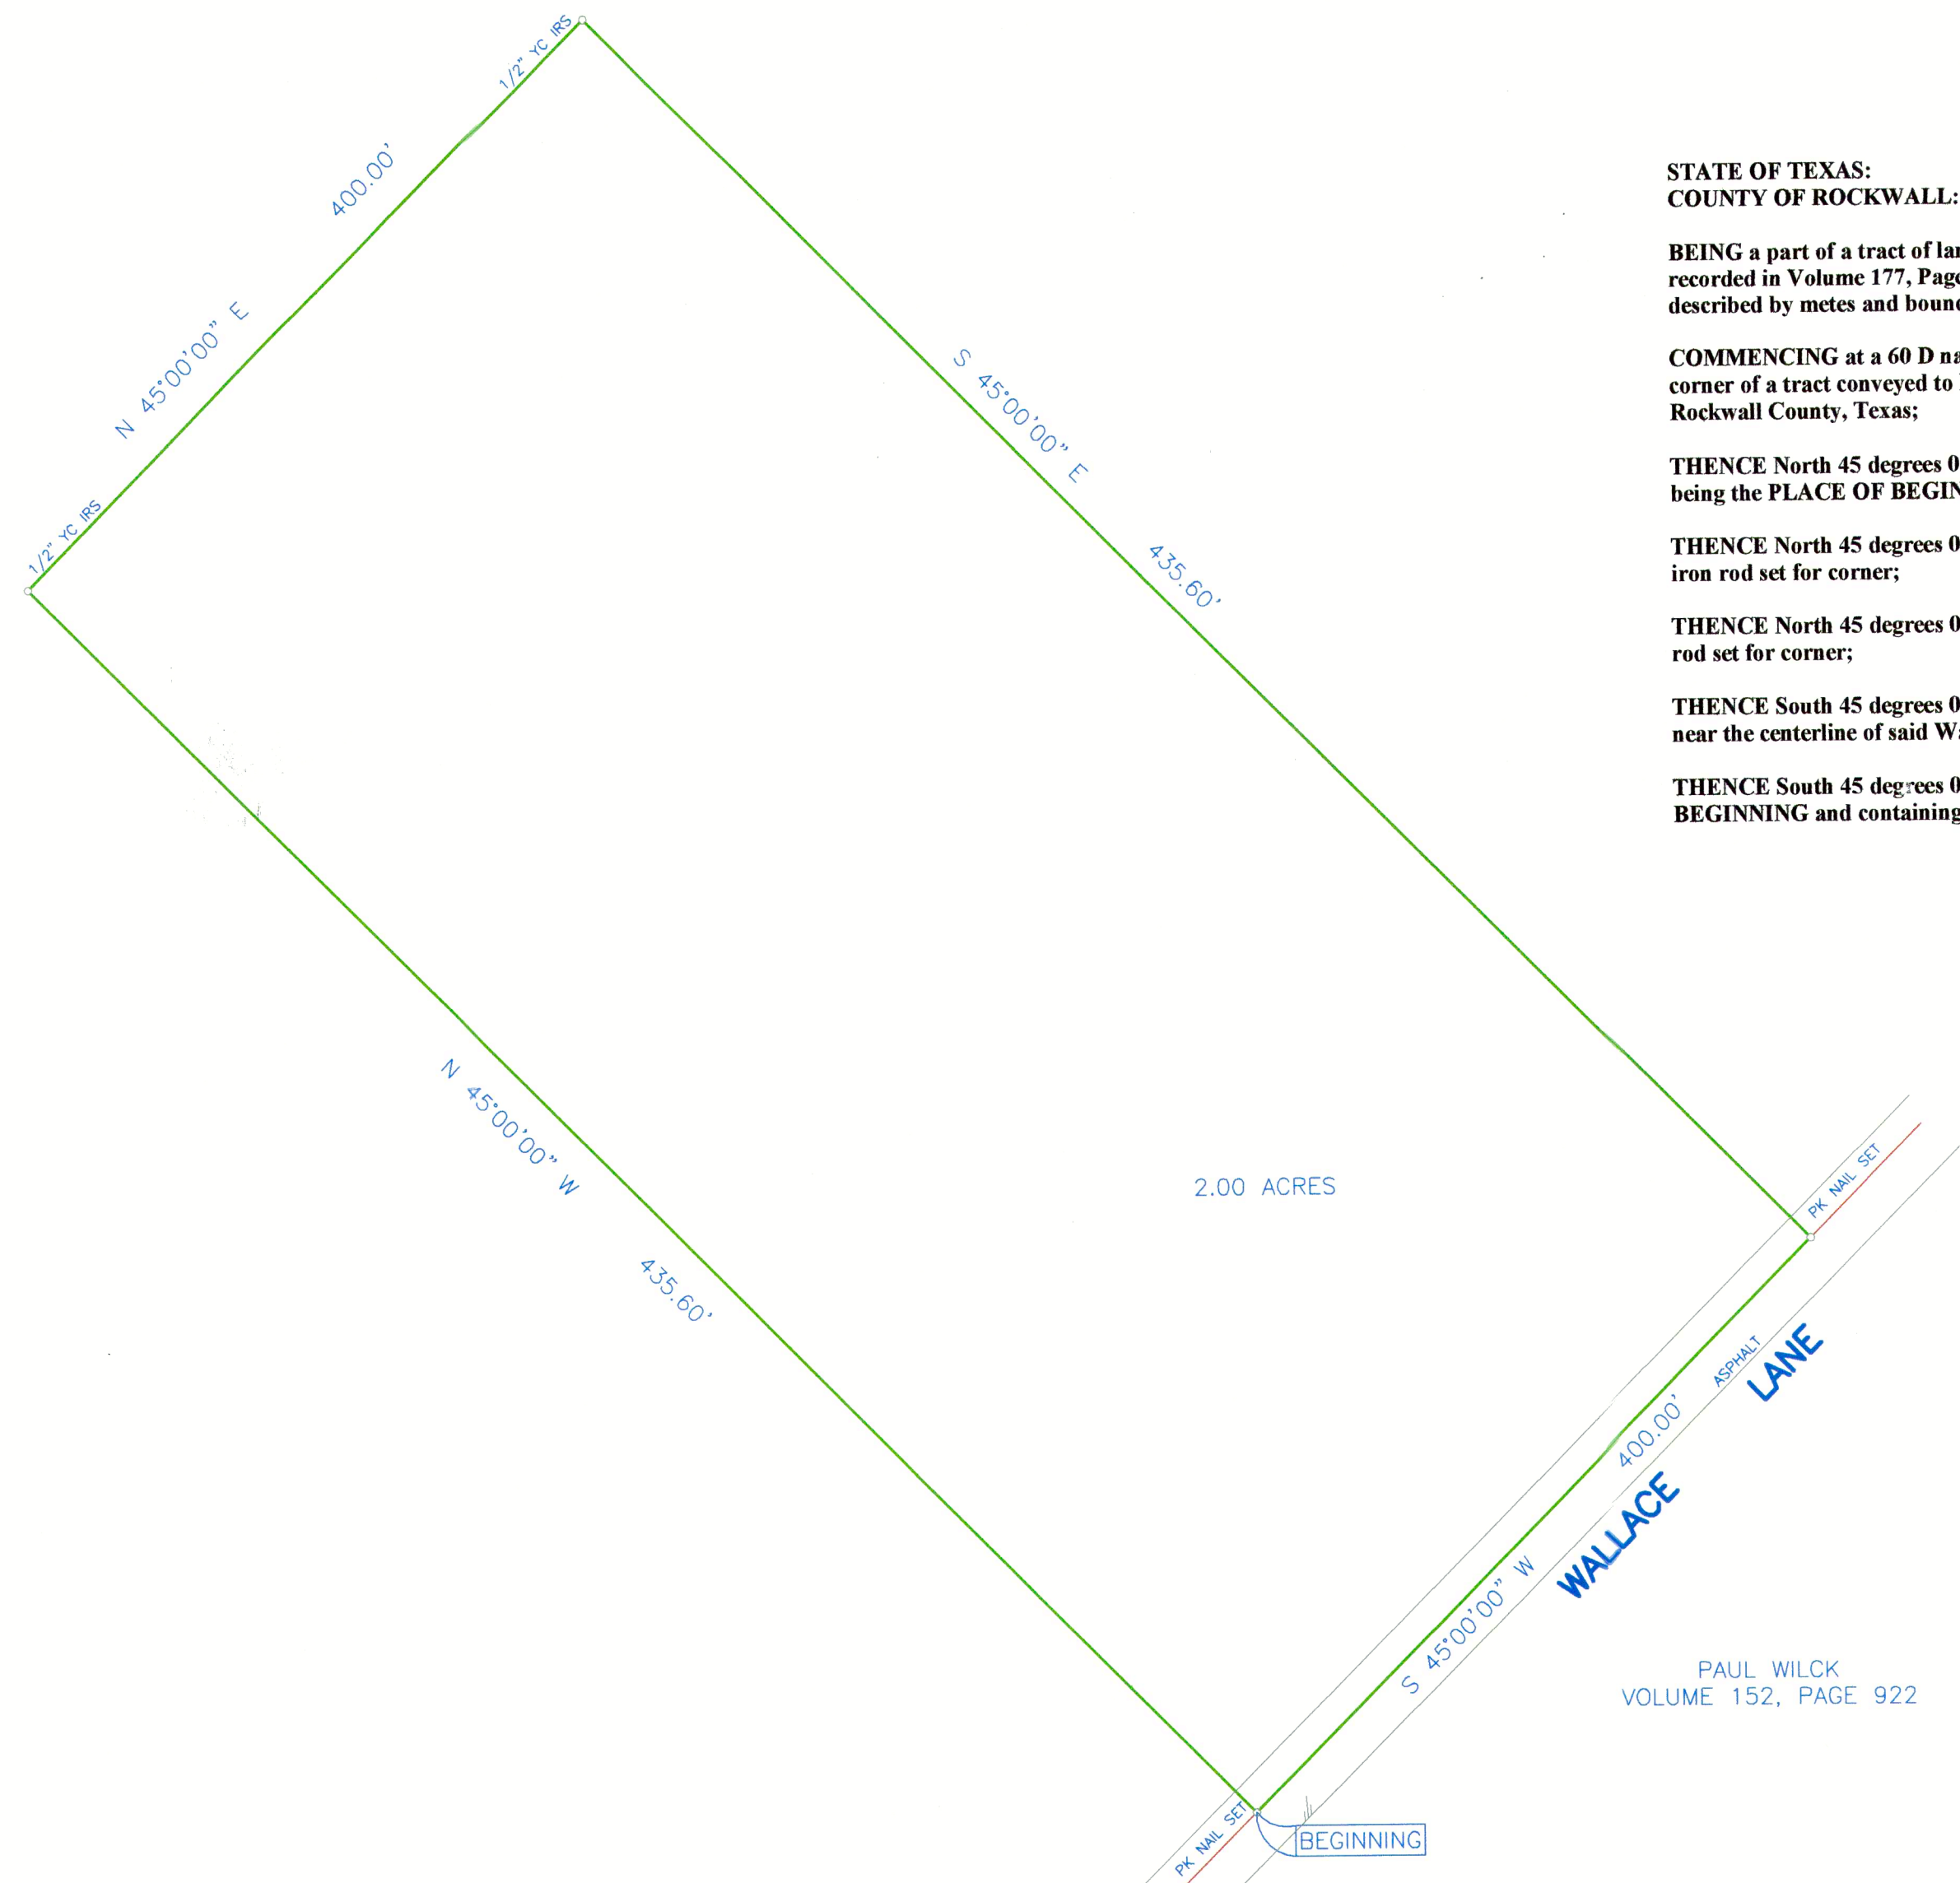 1/2" YC IRS
400.00'
N 45°00'00" E
1/2" YC IRS
S 45°00'00" E
435.60'
N 45°00'00" W
435.60'
2.00 ACRES
PK NAIL SET
ASPHALT
WALLACE LANE
400.00'
S 45°00'00" W
PAUL WILCK
VOLUME 152, PAGE 922
PK NAIL SET
BEGINNING
STATE OF TEXAS:
COUNTY OF ROCKWALL:
BEING a part of a tract of
recorded in Volume 177,
described by metes and
COMMENCING at a 60 D
corner of a tract conveyed to
Rockwall County, Texas;
THENCE North 45 degrees 0
being the PLACE OF
THENCE North 45 degrees 0
iron rod set for corner;
THENCE North 45 degrees 0
rod set for corner;
THENCE South 45 degrees 0
near the centerline of said
THENCE South 45 degrees 0
BEGINNING and containing